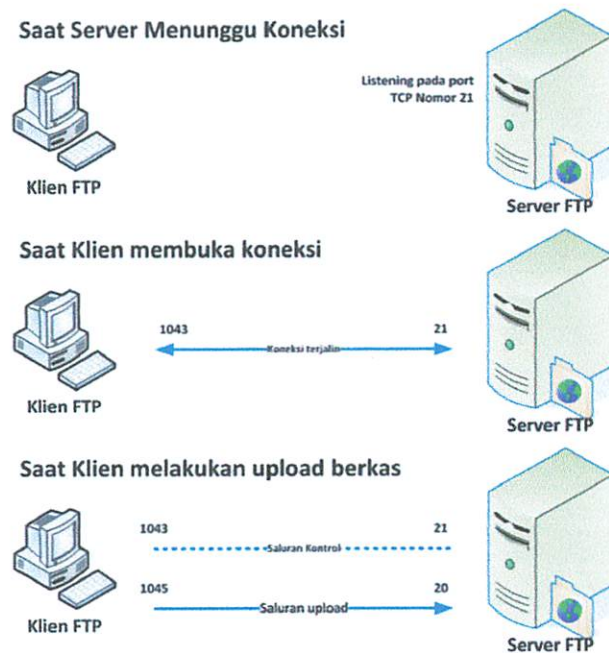 Saat Server Menunggu Koneksi
Listening pada port
TCP Nomor 21
Klien FTP
Server FTP
Saat Klien membuka koneksi
1043
21
Koneksi terjalin
Klien FTP
Server FTP
Saat Klien melakukan upload berkas
1043
21
Saluran Kontrol
1045
20
Saluran upload
Klien FTP
Server FTP